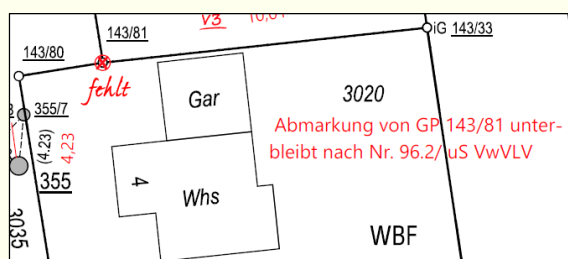 v3
143/81
iG 143/33
143/80
fehlt
Gar
3020
355/7
Abmarkung von GP 143/81 unter-
bleibt nach Nr. 96.2/ uS VwVLV
(4.23)
4,23
355
4
Whs
3035
WBF